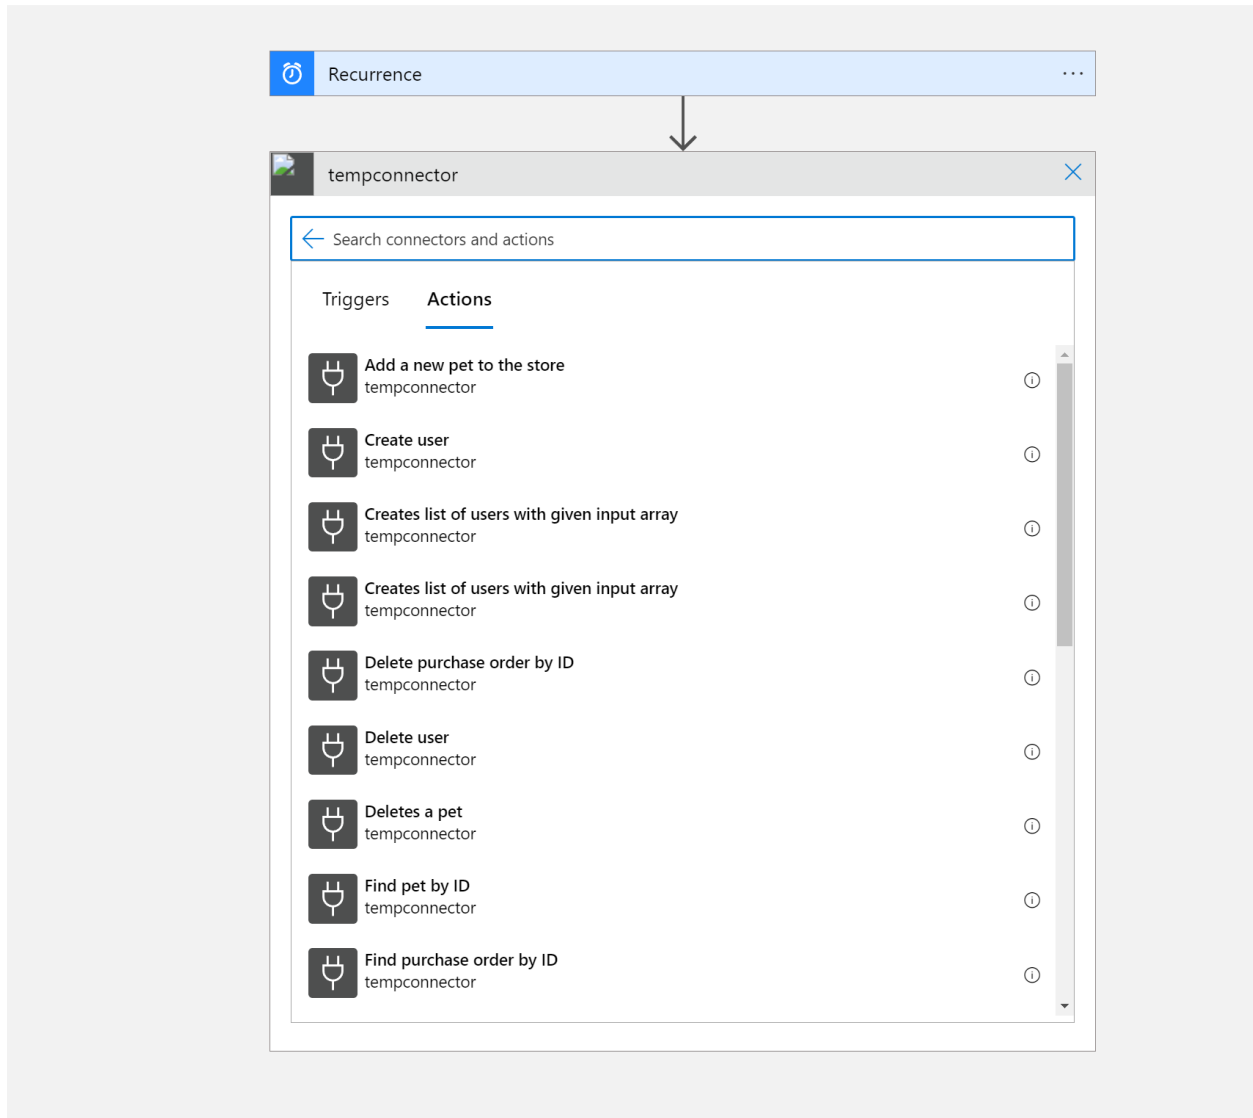 Recurrence
tempconnector
Search connectors and actions
Triggers Actions
Add a new pet to the store
tempconnector
Create user
tempconnector
Creates list of users with given input array
tempconnector
Creates list of users with given input array
tempconnector
Delete purchase order by ID
tempconnector
Delete user
tempconnector
Deletes a pet
tempconnector
Find pet by ID
tempconnector
Find purchase order by ID
tempconnector